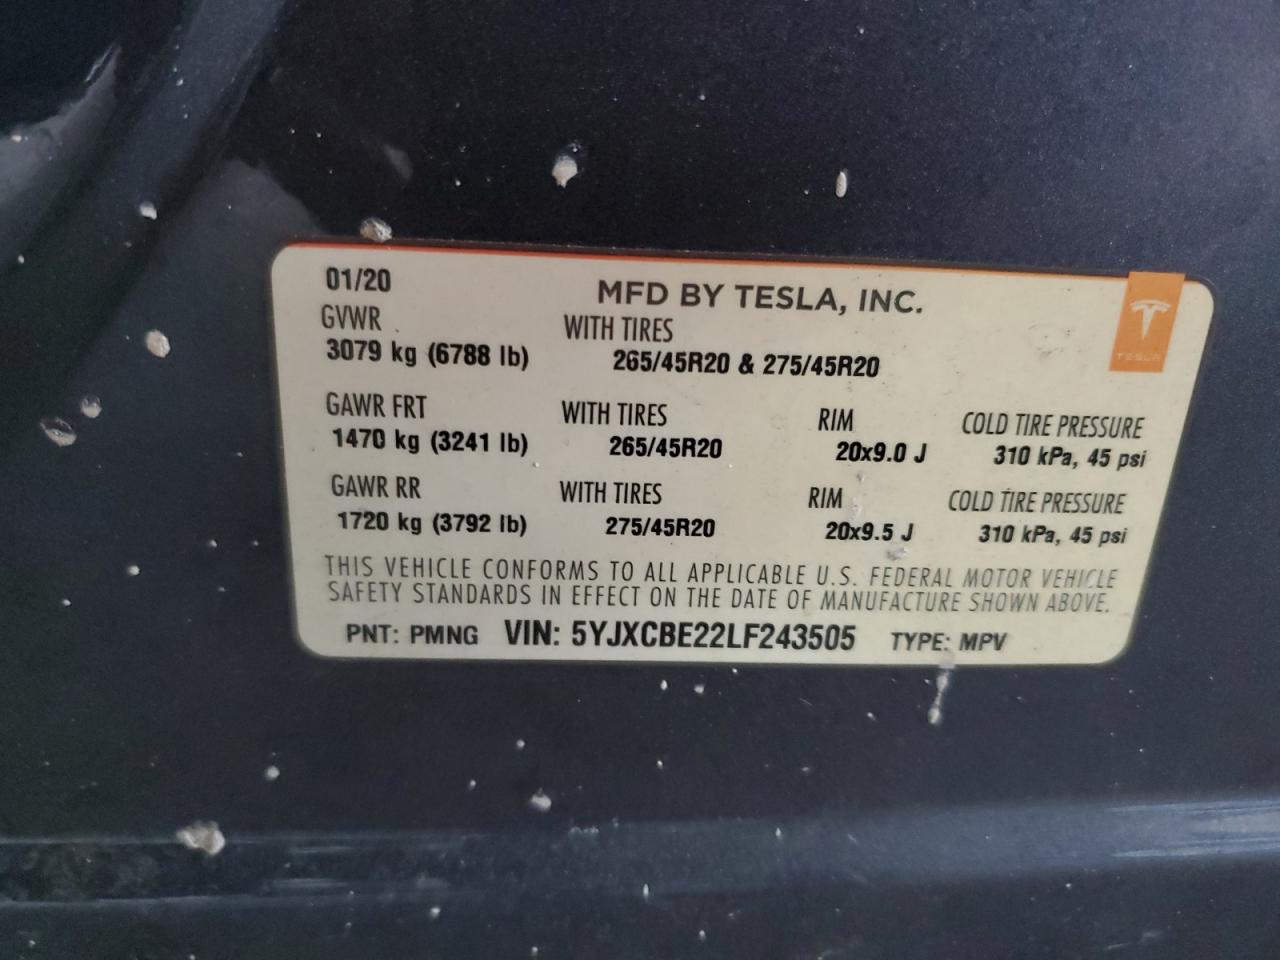 01/20 MFD BY TESLA, INC.
GVWR WITH TIRES
3079 kg (6788 lb) 265/45R20 & 275/45R20
TESLA
GAWR FRT WITH TIRES RIM COLD TIRE PRESSURE
1470 kg (3241 lb) 265/45R20 20x9.0 J 310 kPa, 45 psi
GAWR RR WITH TIRES RIM COLD TIRE PRESSURE
1720 kg (3792 lb) 275/45R20 20x9.5 J 310 kPa, 45 psi
THIS VEHICLE CONFORMS TO ALL APPLICABLE U.S. FEDERAL MOTOR VEHICLE
SAFETY STANDARDS IN EFFECT ON THE DATE OF MANUFACTURE SHOWN ABOVE.
PNT: PMNG VIN: 5YJXCBE22LF243505 TYPE: MPV